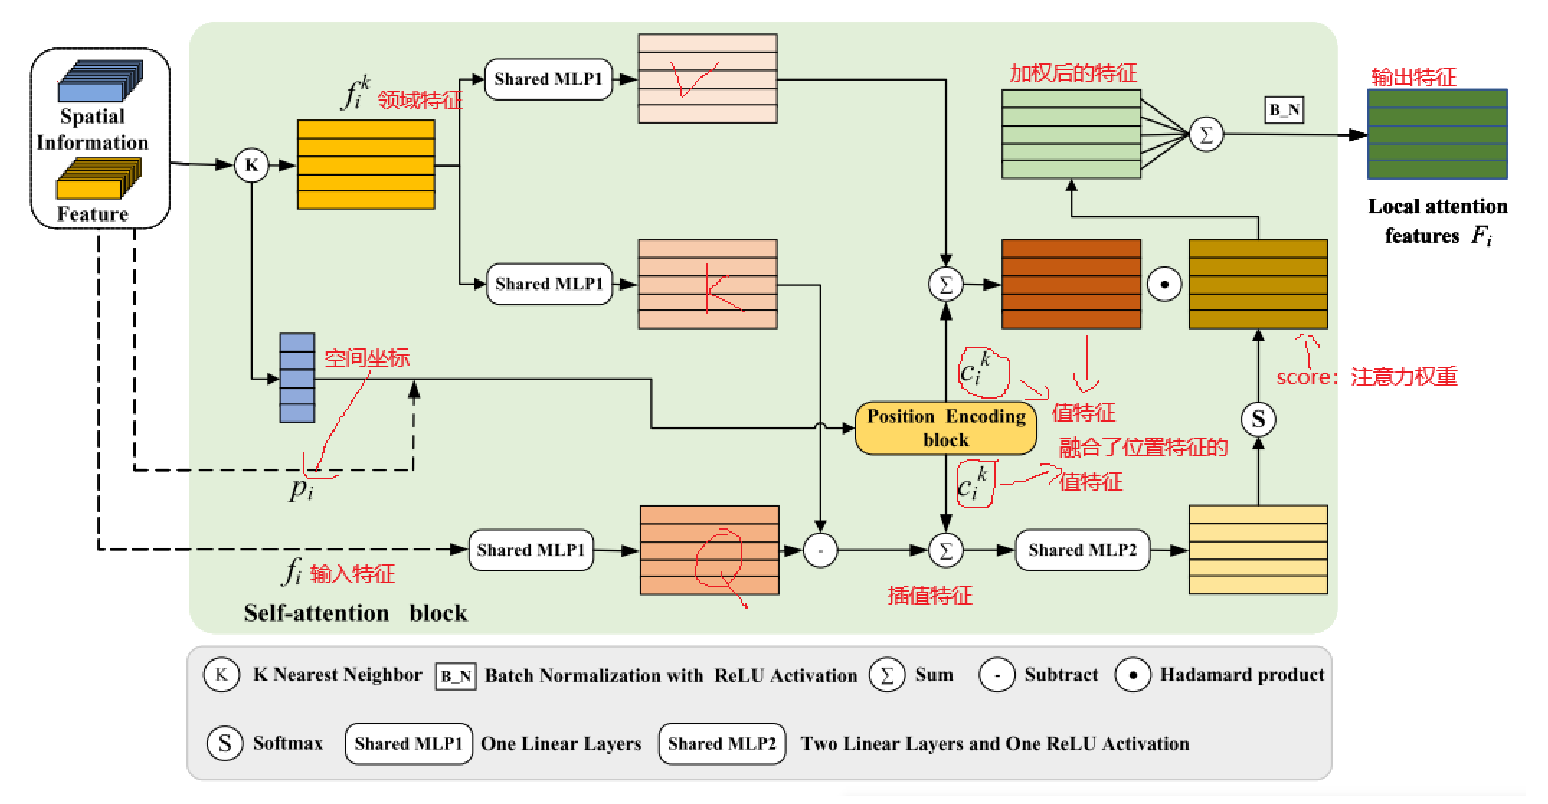 Spatial
Information
Feature
K
f_i^k 领域特征
Shared MLP1
V
Shared MLP1
K
空间坐标
p_i
f_i 输入特征
Shared MLP1
Q
-
Σ
c_i^k
值特征
Position Encoding
block
融合了位置特征的
c_i^k
值特征
Σ
插值特征
Shared MLP2
S
score: 注意力权重
加权后的特征
Σ
B_N
输出特征
Local attention
features F_i
Self-attention block
K K Nearest Neighbor B_N Batch Normalization with ReLU Activation Σ Sum - Subtract • Hadamard product
S Softmax Shared MLP1 One Linear Layers Shared MLP2 Two Linear Layers and One ReLU Activation